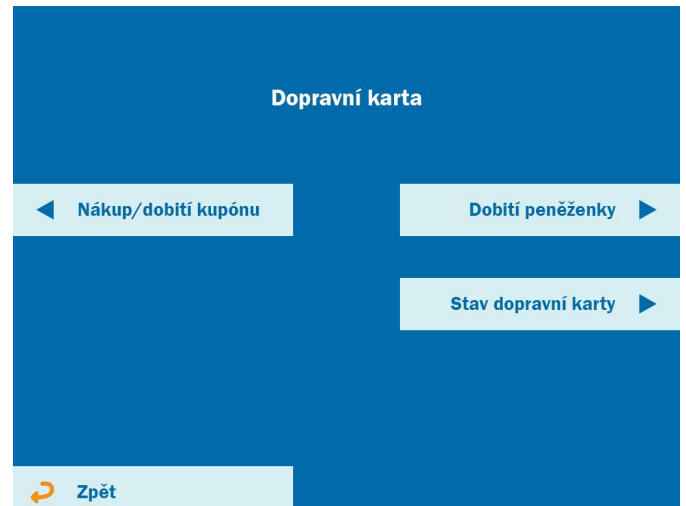 Dopravní karta
Nákup/dobití kupónu
Dobití peněženky
Stav dopravní karty
Zpět